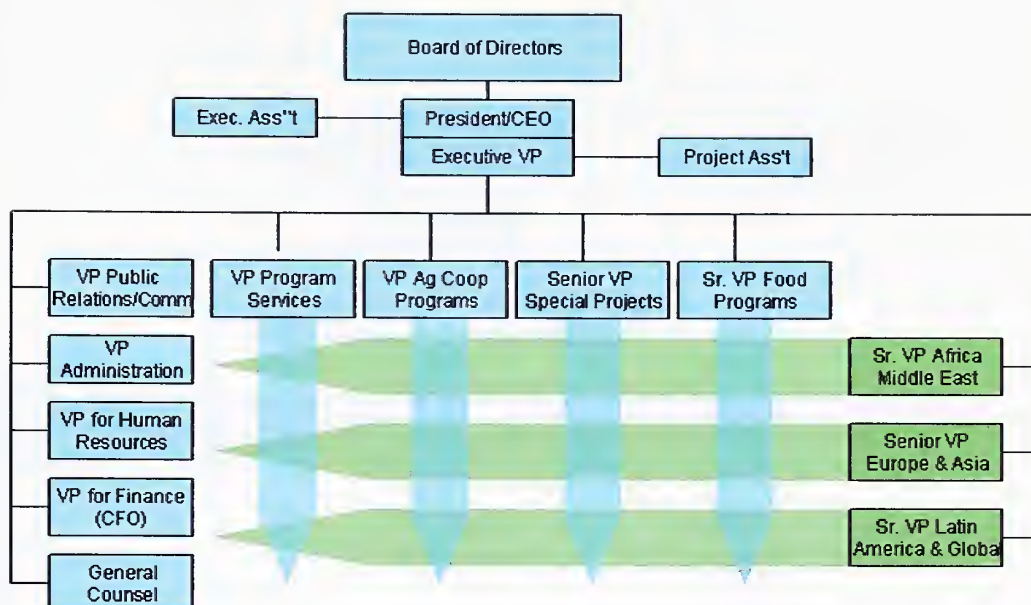 Board of Directors
Exec. Ass''t
President/CEO
Executive VP
Project Ass't
VP Public
Relations/Comm
VP Program
Services
VP Ag Coop
Programs
Senior VP
Special Projects
Sr. VP Food
Programs
VP
Administration
Sr. VP Africa
Middle East
VP for Human
Resources
Senior VP
Europe & Asia
VP for Finance
(CFO)
Sr. VP Latin
America & Global
General
Counsel